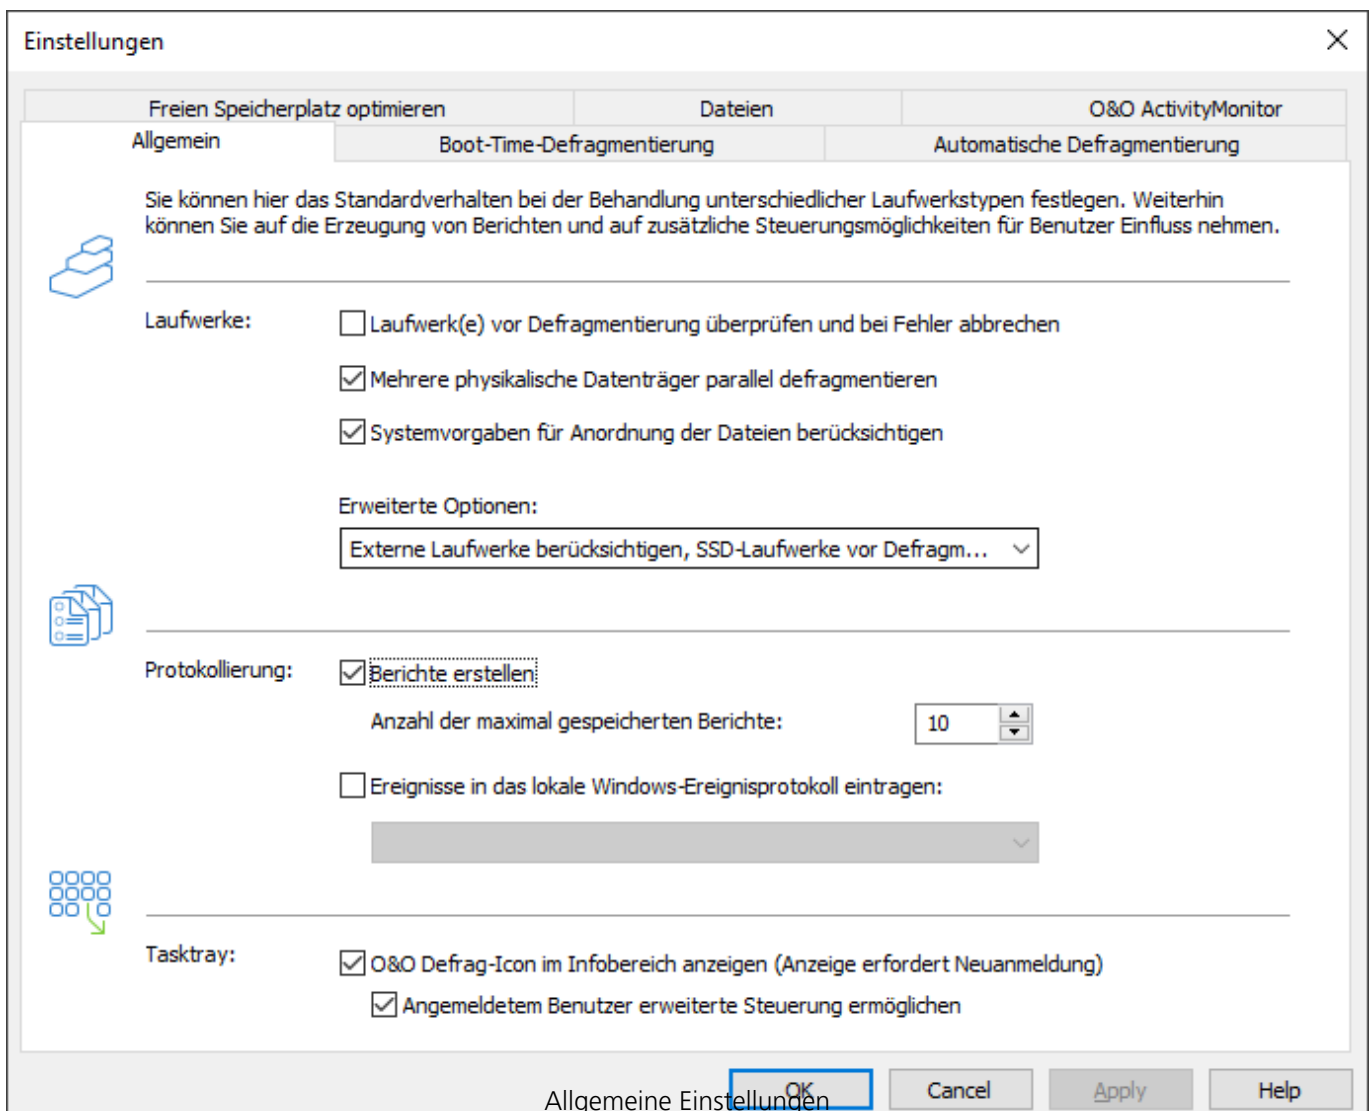 Einstellungen
Freien Speicherplatz optimieren
Dateien
O&O ActivityMonitor
Allgemein
Boot-Time-Defragmentierung
Automatische Defragmentierung
Sie können hier das Standardverhalten bei der Behandlung unterschiedlicher Laufwerkstypen festlegen. Weiterhin
können Sie auf die Erzeugung von Berichten und auf zusätzliche Steuerungsmöglichkeiten für Benutzer Einfluss nehmen.
Laufwerke:
Laufwerk(e) vor Defragmentierung überprüfen und bei Fehler abbrechen
Mehrere physikalische Datenträger parallel defragmentieren
Systemvorgaben für Anordnung der Dateien berücksichtigen
Erweiterte Optionen:
Externe Laufwerke berücksichtigen, SSD-Laufwerke vor Defragm...
Protokollierung:
Berichte erstellen
Anzahl der maximal gespeicherten Berichte:
10
Ereignisse in das lokale Windows-Ereignisprotokoll eintragen:
Tasktray:
O&O Defrag-Icon im Infobereich anzeigen (Anzeige erfordert Neuanmeldung)
Angemeldetem Benutzer erweiterte Steuerung ermöglichen
OK
Cancel
Apply
Help
Allgemeine Einstellungen